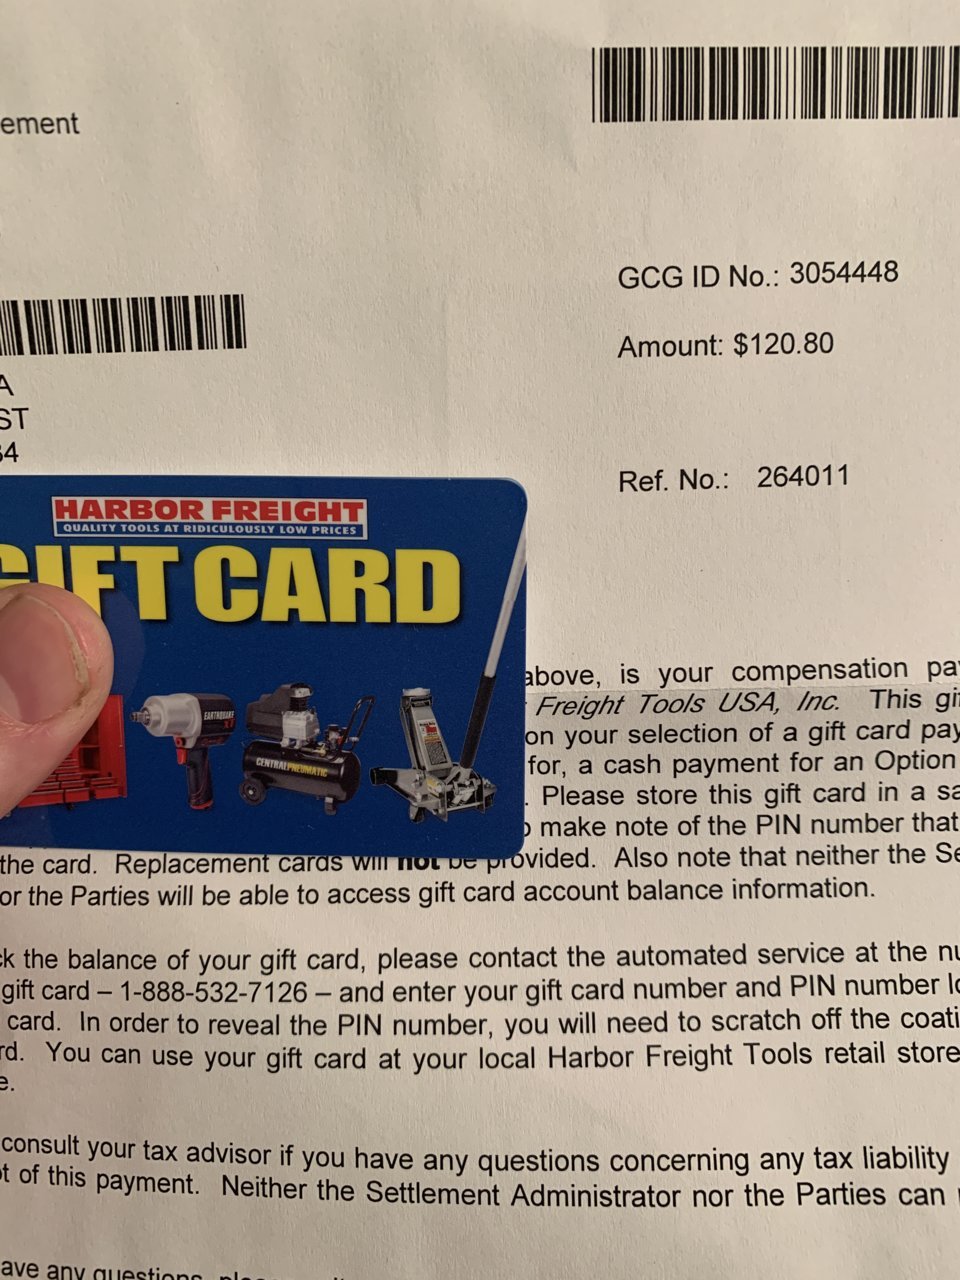 ement
GCG ID No.: 3054448
Amount: $120.80
A
ST
34
Ref. No.: 264011
HARBOR FREIGHT
QUALITY TOOLS AT RIDICULOUSLY LOW PRICES
GIFT CARD
EARTHQUAKE
CENTRALPNEUMATIC
above, is your compensation pa
Freight Tools USA, Inc. This gi
on your selection of a gift card pay
for, a cash payment for an Option
. Please store this gift card in a sa
o make note of the PIN number that
the card. Replacement cards will not be provided. Also note that neither the Se
or the Parties will be able to access gift card account balance information.
ck the balance of your gift card, please contact the automated service at the nu
gift card – 1-888-532-7126 – and enter your gift card number and PIN number lo
card. In order to reveal the PIN number, you will need to scratch off the coati
rd. You can use your gift card at your local Harbor Freight Tools retail store
e.
consult your tax advisor if you have any questions concerning any tax liability
ot of this payment. Neither the Settlement Administrator nor the Parties can
ave any questions,